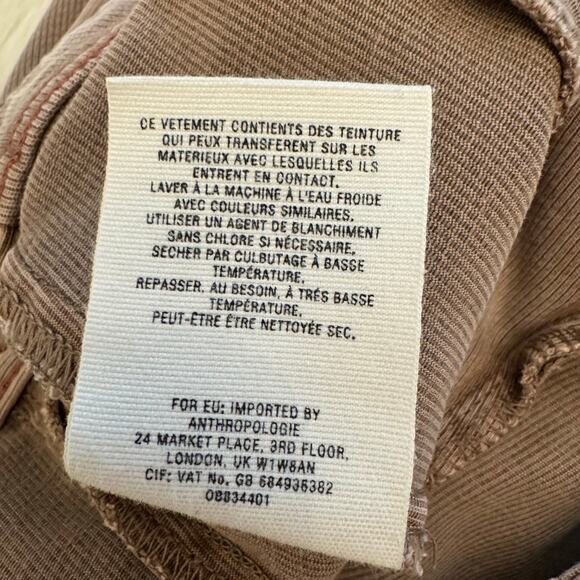 CE VETEMENT CONTIENTS DES TEINTURE
QUI PEUX TRANSFERENT SUR LES
MATERIEUX AVEC LESQUELLES ILS
ENTRENT EN CONTACT.
LAVER À LA MACHINE À L'EAU FROIDE
AVEC COULEURS SIMILAIRES.
UTILISER UN AGENT DE BLANCHIMENT
SANS CHLORE SI NÉCESSAIRE.
SECHER PAR CULBUTAGE À BASSE
TEMPÉRATURE.
REPASSER. AU BESOIN, À TRÉS BASSE
TEMPÉRATURE.
PEUT-ÊTRE ÊTRE NETTOYÉE SEC.
FOR EU: IMPORTED BY
ANTHROPOLOGIE
24 MARKET PLACE, 3RD FLOOR,
LONDON, UK W1W8AN
CIF: VAT No. GB 684936382
OB834401